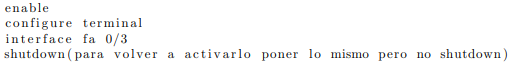 enable
configure terminal
interface fa 0/3
shutdown(para volver a activarlo poner lo mismo pero no shutdown)